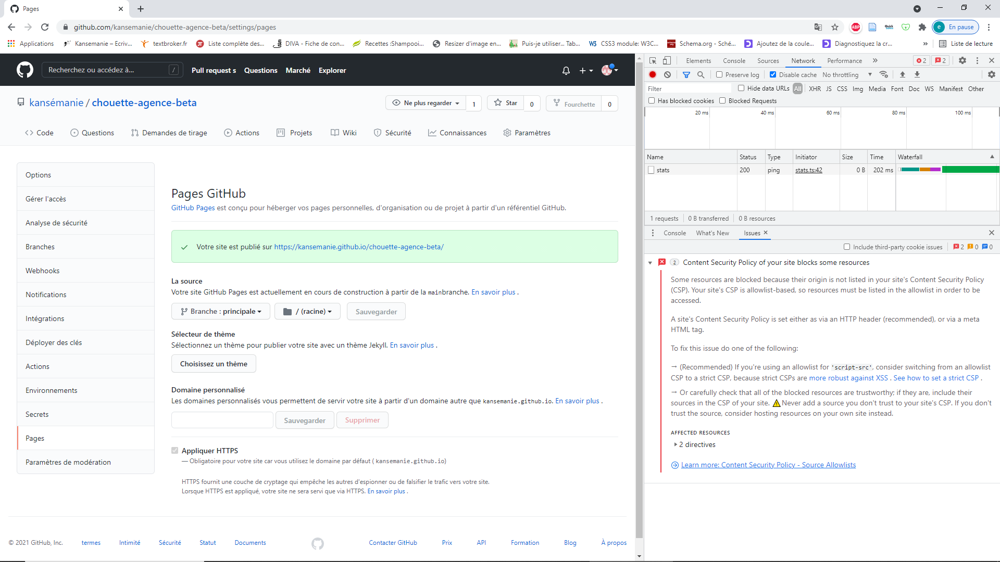 Pages
github.com/kansemanie/chouette-agence-beta/settings/pages
ABP
Quick
e En pause
Applications
Kansemanie – Ecriv...
textbroker.fr
Liste complète des...
DIVA - Fiche de con...
Recettes :Shampooi...
Resizer d'image en...
Puis-je utiliser... Tab...
CSS3 module: W3C...
Schema.org - Sché...
Ajoutez de la coule...
Diagnostiquez la cr...
»
Liste de lecture
Recherchez ou accédez à... /
Pull request s
Questions
Marché
Explorer
kansémanie / chouette-agence-beta
Ne plus regarder 1
Star 0
Fourchette 0
Code
Questions
Demandes de tirage
Actions
Projets
Wiki
Sécurité
Connaissances
Paramètres
Options
Gérer l'accès
Analyse de sécurité
Branches
Webhooks
Notifications
Intégrations
Déployer des clés
Actions
Environnements
Secrets
Pages
Paramètres de modération
Pages GitHub
GitHub Pages est conçu pour héberger vos pages personnelles, d'organisation ou de projet à partir d'un référentiel GitHub.
Votre site est publié sur https://kansemanie.github.io/chouette-agence-beta/
La source
Votre site GitHub Pages est actuellement en cours de construction à partir de la mainbranche. En savoir plus .
Branche : principale
/ (racine)
Sauvegarder
Sélecteur de thème
Sélectionnez un thème pour publier votre site avec un thème Jekyll. En savoir plus .
Choisissez un thème
Domaine personnalisé
Les domaines personnalisés vous permettent de servir votre site à partir d'un domaine autre que kansemanie.github.io. En savoir plus .
Sauvegarder
Supprimer
Appliquer HTTPS
— Obligatoire pour votre site car vous utilisez le domaine par défaut ( kansemanie.github.io)
HTTPS fournit une couche de cryptage qui empêche les autres d'espionner ou de falsifier le trafic vers votre site.
Lorsque HTTPS est appliqué, votre site ne sera servi que via HTTPS. En savoir plus .
© 2021 GitHub, Inc.
termes
Intimité
Sécurité
Statut
Documents
Contacter GitHub
Prix
API
Formation
Blog
À propos
Elements
Console
Sources
Network
Performance
»
2
2
Preserve log
Disable cache
No throttling
Filter
Hide data URLs
All
XHR
JS
CSS
Img
Media
Font
Doc
WS
Manifest
Other
Has blocked cookies
Blocked Requests
20 ms
40 ms
60 ms
80 ms
100 ms
Name
Status
Type
Initiator
Size
Time
Waterfall
stats
200
ping
stats.ts:42
0 B
202 ms
1 requests
0 B transferred
0 B resources
Console
What's New
Issues
Include third-party cookie issues
2
0
0
2
Content Security Policy of your site blocks some resources
Some resources are blocked because their origin is not listed in your site's Content Security Policy
(CSP). Your site's CSP is allowlist-based, so resources must be listed in the allowlist in order to be
accessed.
A site's Content Security Policy is set either as via an HTTP header (recommended), or via a meta
HTML tag.
To fix this issue do one of the following:
→ (Recommended) If you're using an allowlist for 'script-src', consider switching from an allowlist
CSP to a strict CSP, because strict CSPs are more robust against XSS . See how to set a strict CSP .
→ Or carefully check that all of the blocked resources are trustworthy; if they are, include their
sources in the CSP of your site. ⚠Never add a source you don't trust to your site's CSP. If you don't
trust the source, consider hosting resources on your own site instead.
AFFECTED RESOURCES
2 directives
Learn more: Content Security Policy - Source Allowlists